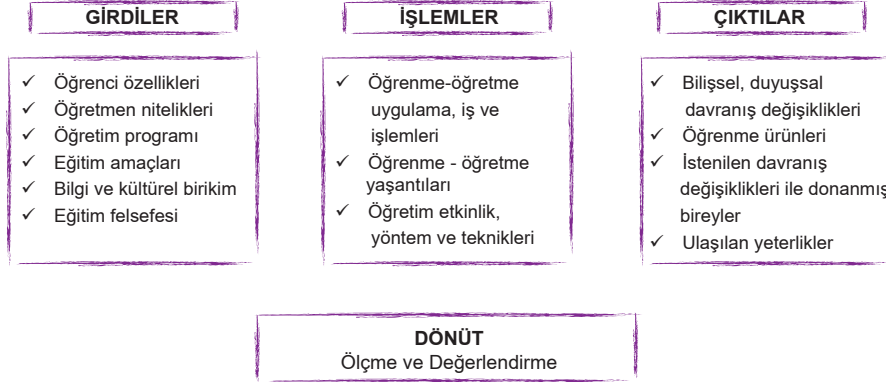 GİRDİLER
✓ Öğrenci özellikleri
✓ Öğretmen nitelikleri
✓ Öğretim programı
✓ Eğitim amaçları
✓ Bilgi ve kültürel birikim
✓ Eğitim felsefesi
İŞLEMLER
✓ Öğrenme-öğretme
uygulama, iş ve
işlemleri
✓ Öğrenme - öğretme
yaşantıları
✓ Öğretim etkinlik,
yöntem ve teknikleri
ÇIKTILAR
✓ Bilişsel, duyuşsal
davranış değişiklikleri
✓ Öğrenme ürünleri
✓ İstenilen davranış
değişiklikleri ile donanmış
bireyler
✓ Ulaşılan yeterlikler
DÖNÜT
Ölçme ve Değerlendirme